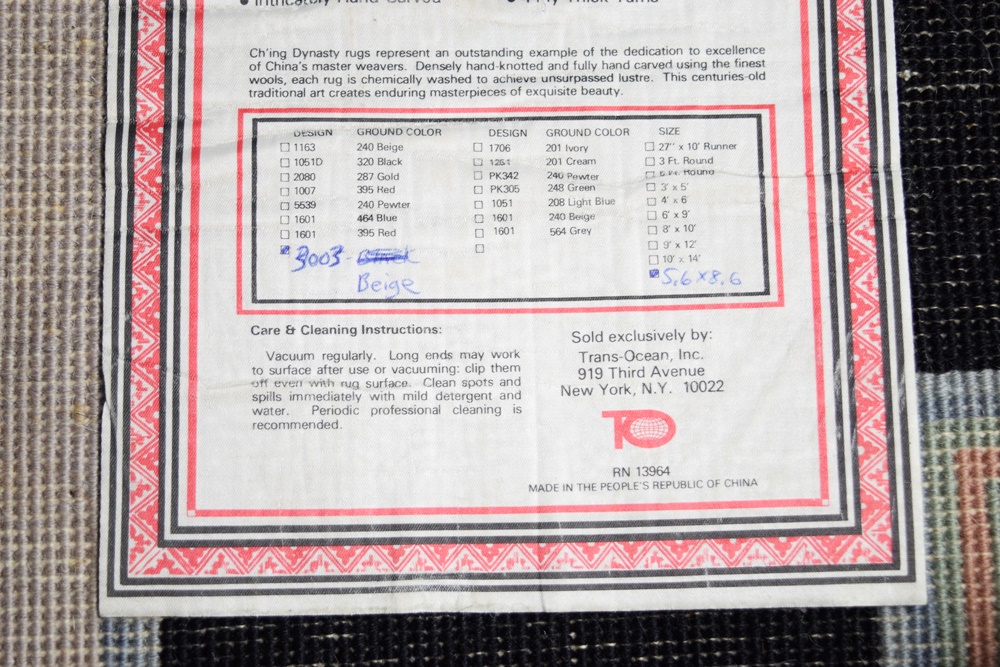 Ch'ing Dynasty rugs represent an outstanding example of the dedication to excellence
of China's master weavers. Densely hand-knotted and fully hand carved using the finest
wools, each rug is chemically washed to achieve unsurpassed lustre. This centuries-old
traditional art creates enduring masterpieces of exquisite beauty.
DESIGN GROUND COLOR DESIGN GROUND COLOR SIZE
1163 240 Beige 1706 201 Ivory 27" x 10' Runner
1051D 320 Black 201 Cream 3 Ft. Round
2080 287 Gold PK342 240 Pewter Ft. Round
1007 395 Red PK305 248 Green 3' x 5'
5539 240 Pewter 1051 208 Light Blue 4' x 6'
1601 464 Blue 1601 240 Beige 6' x 9'
1601 395 Red 1601 564 Grey 8' x 10'
9' x 12'
10' x 14'
3003 -
Beige
5.6 x 8.6
Care & Cleaning Instructions:
Vacuum regularly. Long ends may work
to surface after use or vacuuming: clip them
off even with rug surface. Clean spots and
spills immediately with mild detergent and
water. Periodic professional cleaning is
recommended.
Sold exclusively by:
Trans-Ocean, Inc.
919 Third Avenue
New York, N.Y. 10022
TO
RN 13964
MADE IN THE PEOPLE'S REPUBLIC OF CHINA